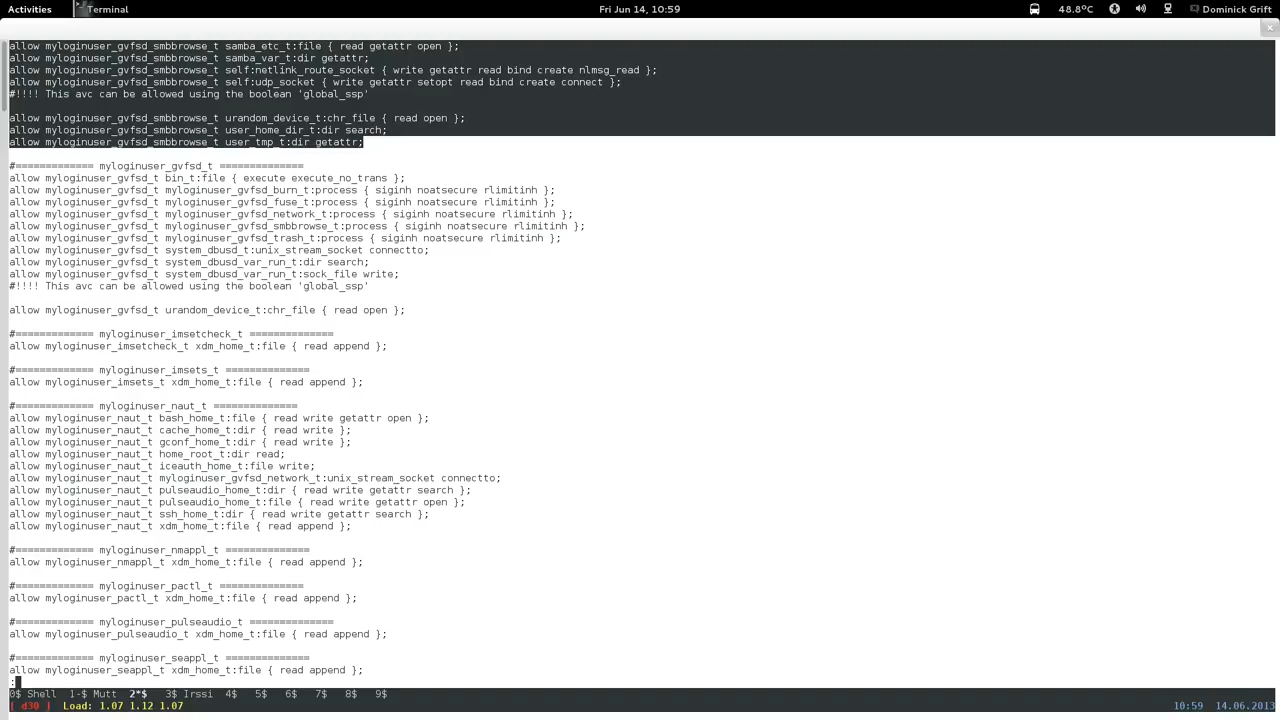 Activities Terminal Fri Jun 14, 10:59 48.8°C Dominick Grift
allow myloginuser_gvfsd_smbbrowse_t samba_etc_t:file { read getattr open };
allow myloginuser_gvfsd_smbbrowse_t samba_var_t:dir getattr;
allow myloginuser_gvfsd_smbbrowse_t self:netlink_route_socket { write getattr read bind create nlmsg_read };
allow myloginuser_gvfsd_smbbrowse_t self:udp_socket { write getattr setopt read bind create connect };
#!!!! This avc can be allowed using the boolean 'global_ssp'
allow myloginuser_gvfsd_smbbrowse_t urandom_device_t:chr_file { read open };
allow myloginuser_gvfsd_smbbrowse_t user_home_dir_t:dir search;
allow myloginuser_gvfsd_smbbrowse_t user_tmp_t:dir getattr;
#============= myloginuser_gvfsd_t ==============
allow myloginuser_gvfsd_t bin_t:file { execute execute_no_trans };
allow myloginuser_gvfsd_t myloginuser_gvfsd_burn_t:process { siginh noatsecure rlimitinh };
allow myloginuser_gvfsd_t myloginuser_gvfsd_fuse_t:process { siginh noatsecure rlimitinh };
allow myloginuser_gvfsd_t myloginuser_gvfsd_network_t:process { siginh noatsecure rlimitinh };
allow myloginuser_gvfsd_t myloginuser_gvfsd_smbbrowse_t:process { siginh noatsecure rlimitinh };
allow myloginuser_gvfsd_t myloginuser_gvfsd_trash_t:process { siginh noatsecure rlimitinh };
allow myloginuser_gvfsd_t system_dbusd_t:unix_stream_socket connectto;
allow myloginuser_gvfsd_t system_dbusd_var_run_t:dir search;
allow myloginuser_gvfsd_t system_dbusd_var_run_t:sock_file write;
#!!!! This avc can be allowed using the boolean 'global_ssp'
allow myloginuser_gvfsd_t urandom_device_t:chr_file { read open };
#============= myloginuser_imsetcheck_t ==============
allow myloginuser_imsetcheck_t xdm_home_t:file { read append };
#============= myloginuser_imsets_t ==============
allow myloginuser_imsets_t xdm_home_t:file { read append };
#============= myloginuser_naut_t ==============
allow myloginuser_naut_t bash_home_t:file { read write getattr open };
allow myloginuser_naut_t cache_home_t:dir { read write };
allow myloginuser_naut_t gconf_home_t:dir { read write };
allow myloginuser_naut_t home_root_t:dir read;
allow myloginuser_naut_t iceauth_home_t:file write;
allow myloginuser_naut_t myloginuser_gvfsd_network_t:unix_stream_socket connectto;
allow myloginuser_naut_t pulseaudio_home_t:dir { read write getattr search };
allow myloginuser_naut_t pulseaudio_home_t:file { read write getattr open };
allow myloginuser_naut_t ssh_home_t:dir { read write getattr search };
allow myloginuser_naut_t xdm_home_t:file { read append };
#============= myloginuser_nmappl_t ==============
allow myloginuser_nmappl_t xdm_home_t:file { read append };
#============= myloginuser_pactl_t ==============
allow myloginuser_pactl_t xdm_home_t:file { read append };
#============= myloginuser_pulseaudio_t ==============
allow myloginuser_pulseaudio_t xdm_home_t:file { read append };
#============= myloginuser_seappl_t ==============
allow myloginuser_seappl_t xdm_home_t:file { read append };
:
0$ Shell 1-$ Mutt 2*$ 3$ Irssi 4$ 5$ 6$ 7$ 8$ 9$
[ d30 ] Load: 1.07 1.12 1.07 10:59 14.06.2013